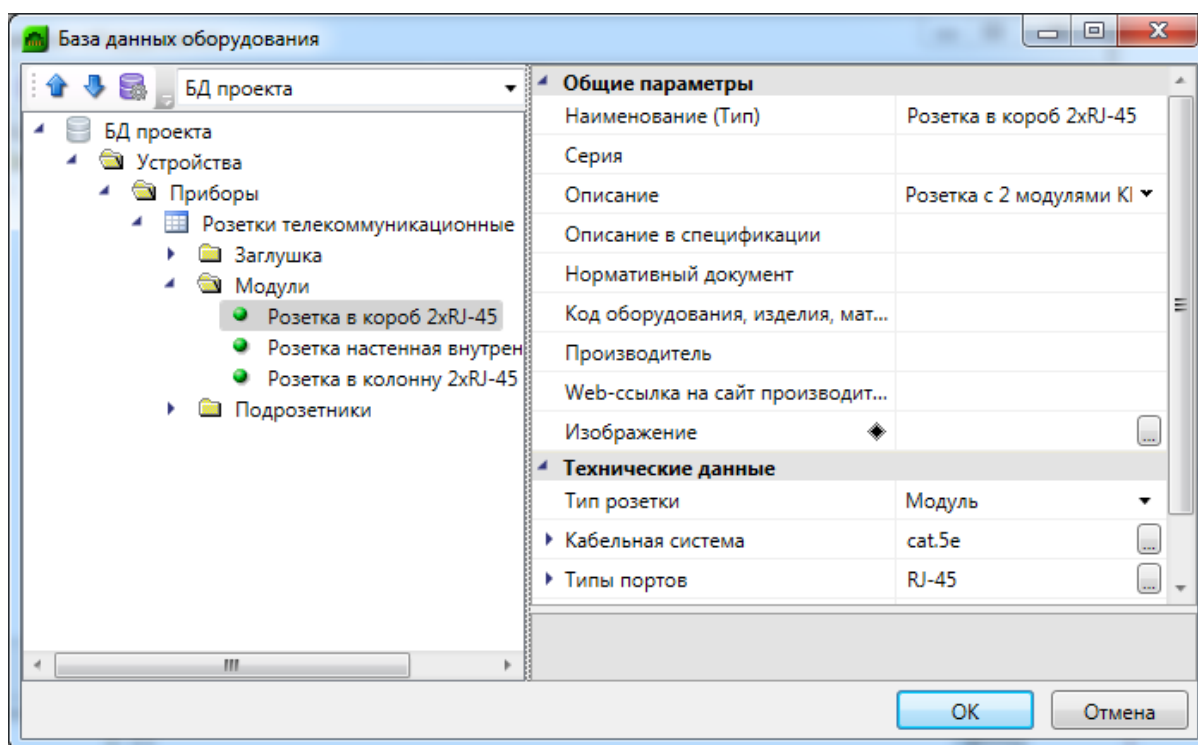 База данных оборудования
БД проекта
БД проекта
Устройства
Приборы
Розетки телекоммуникационные
Заглушка
Модули
Розетка в короб 2xRJ-45
Розетка настенная внутрен
Розетка в колонну 2xRJ-45
Подрозетники
Общие параметры
Наименование (Тип) Розетка в короб 2xRJ-45
Серия
Описание Розетка с 2 модулями
Описание в спецификации
Нормативный документ
Код оборудования, изделия, мат...
Производитель
Web-ссылка на сайт производит...
Изображение ...
Технические данные
Тип розетки Модуль
Кабельная система cat.5e ...
Типы портов RJ-45 ...
OK Отмена